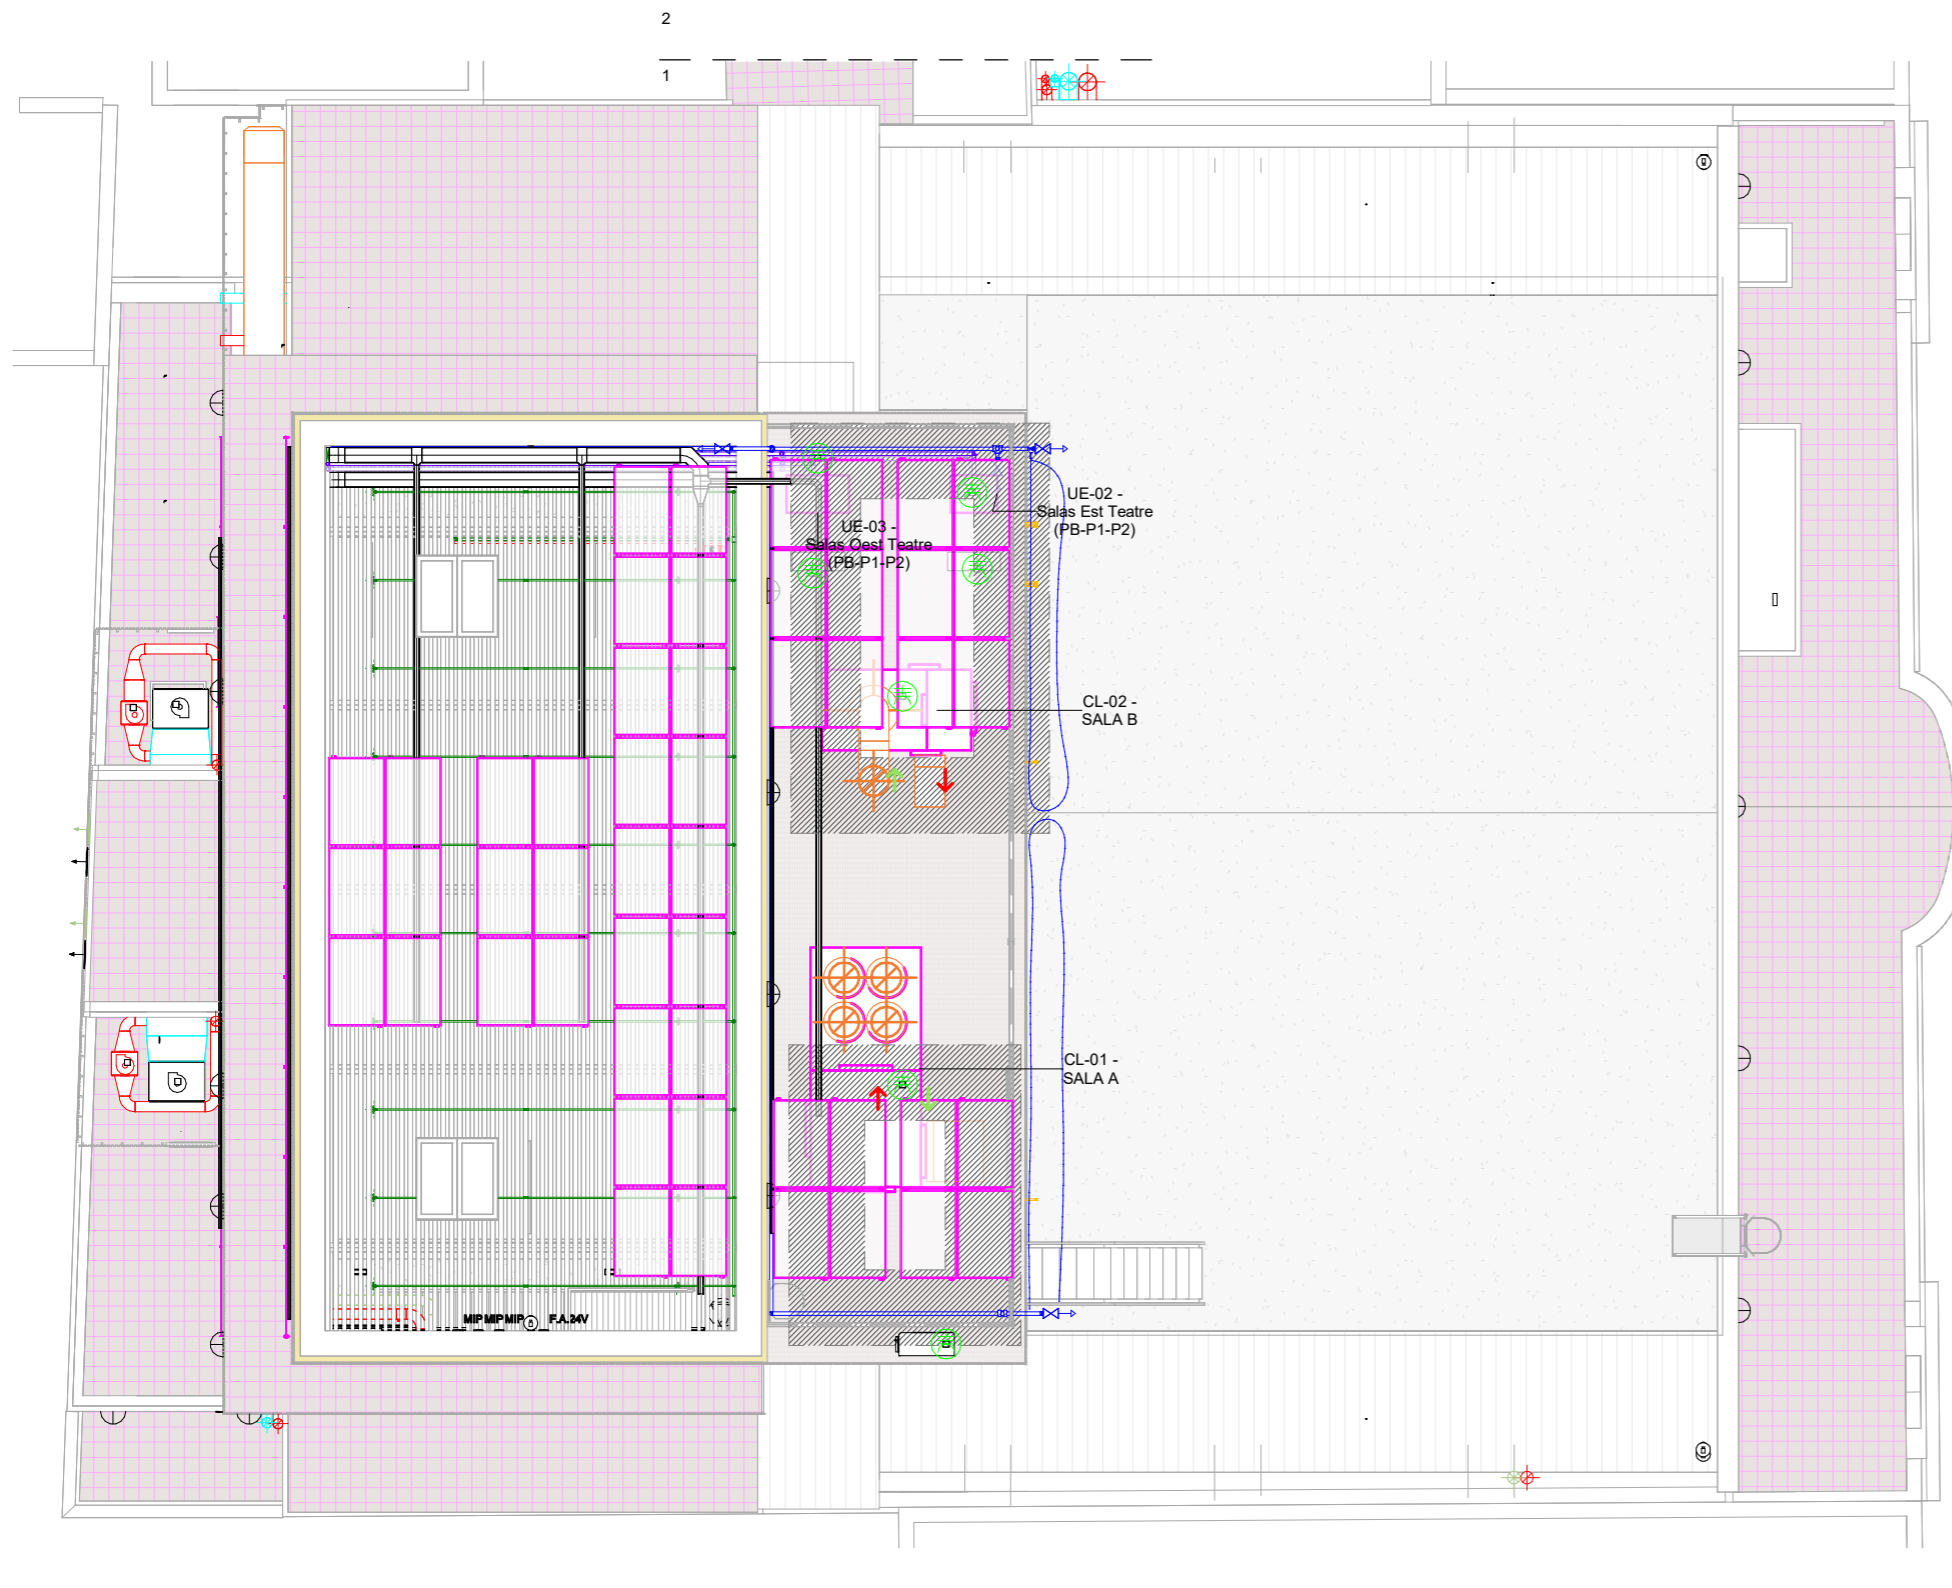 2
1
UE-02 -
Salas Est Teatre
(PB-P1-P2)
UE-03 -
Salas Oest Teatre
(PB-P1-P2)
CL-02 -
SALA B
CL-01 -
SALA A
MIP MIP MIP F.A. 24V